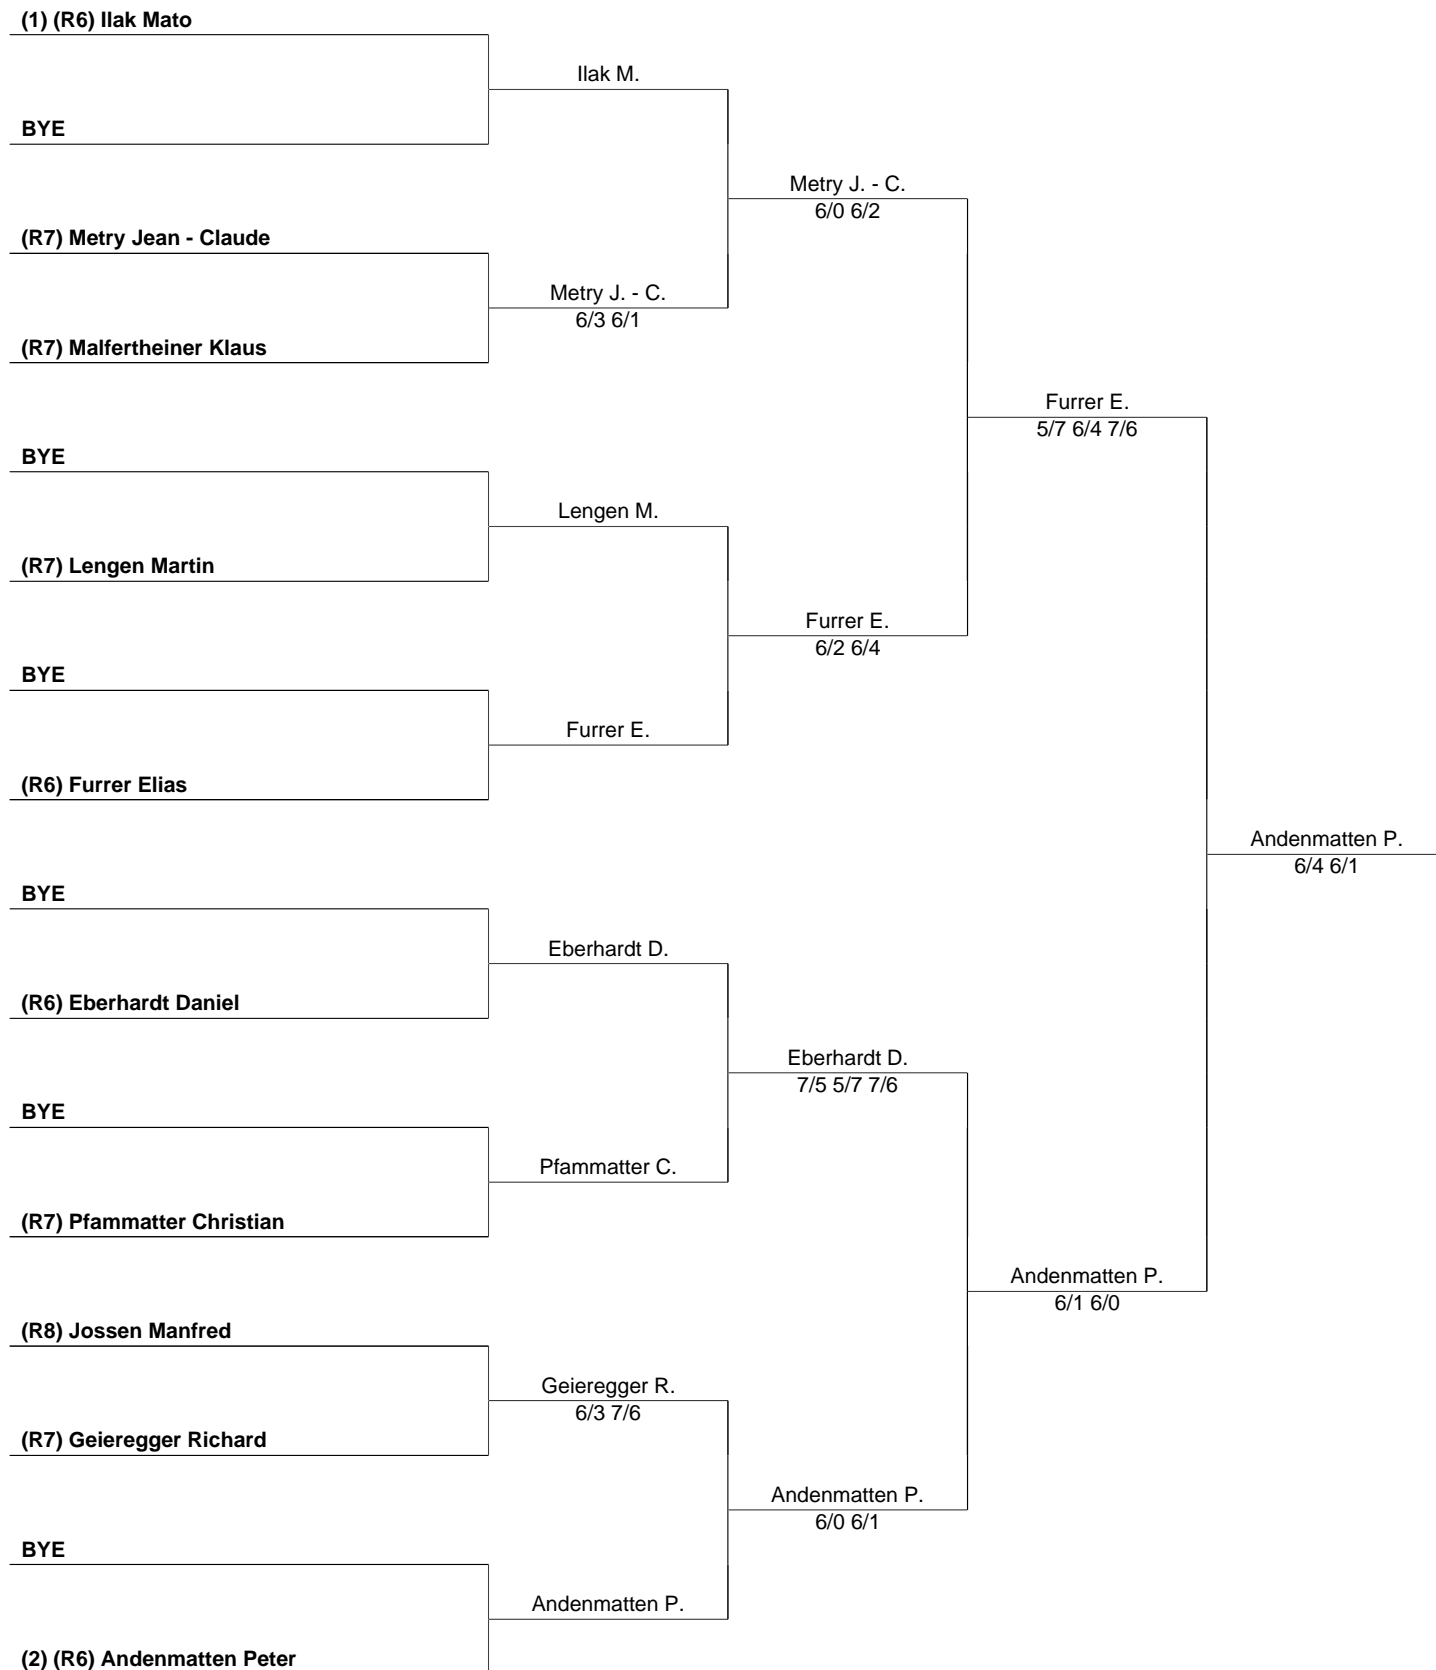 (1) (R6) Ilak Mato
Ilak M.
BYE
Metry J. - C.
6/0 6/2
(R7) Metry Jean - Claude
Metry J. - C.
6/3 6/1
(R7) Malfertheiner Klaus
Furrer E.
5/7 6/4 7/6
BYE
Lengen M.
(R7) Lengen Martin
Furrer E.
6/2 6/4
BYE
Furrer E.
(R6) Furrer Elias
Andenmatten P.
6/4 6/1
BYE
Eberhardt D.
(R6) Eberhardt Daniel
Eberhardt D.
7/5 5/7 7/6
BYE
Pfammatter C.
(R7) Pfammatter Christian
Andenmatten P.
6/1 6/0
(R8) Jossen Manfred
Geieregger R.
6/3 7/6
(R7) Geieregger Richard
Andenmatten P.
6/0 6/1
BYE
Andenmatten P.
(2) (R6) Andenmatten Peter